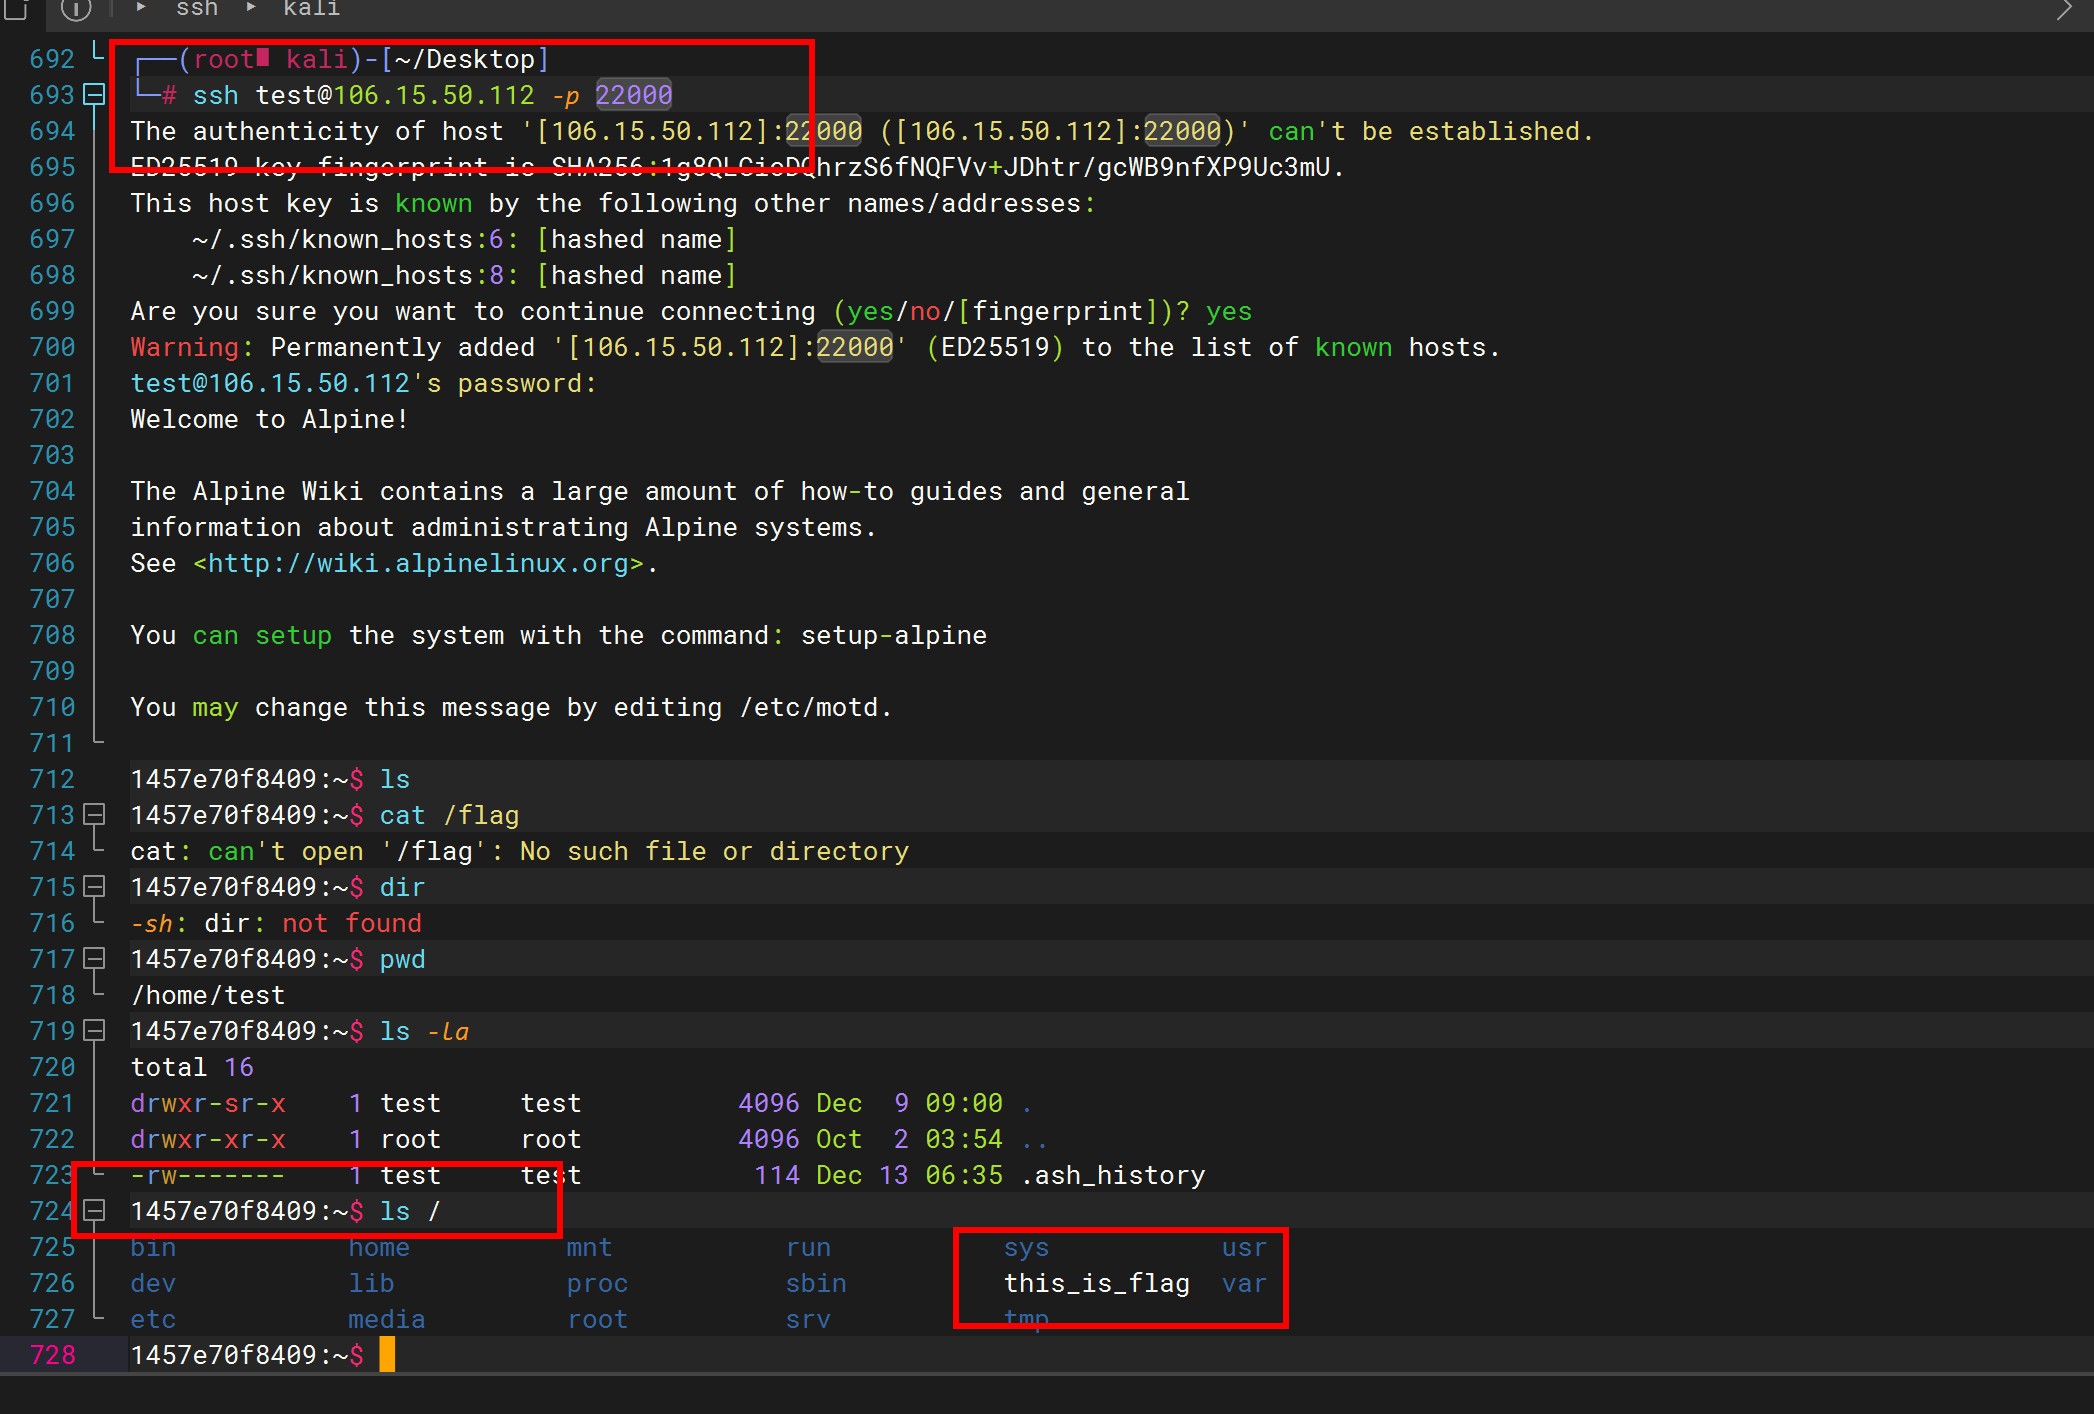 ssh kali
692 ┌──(root kali)-[~/Desktop]
693 └─# ssh test@106.15.50.112 -p 22000
694 The authenticity of host '[106.15.50.112]:22000 ([106.15.50.112]:22000)' can't be established.
695 ED25519 key fingerprint is
696 This host key is known by the following other names/addresses:
697 ~/.ssh/known_hosts:6: [hashed name]
698 ~/.ssh/known_hosts:8: [hashed name]
699 Are you sure you want to continue connecting (yes/no/[fingerprint])? yes
700 Warning: Permanently added '[106.15.50.112]:22000' (ED25519) to the list of known hosts.
701 test@106.15.50.112's password:
702 Welcome to Alpine!
703
704 The Alpine Wiki contains a large amount of how-to guides and general
705 information about administrating Alpine systems.
706 See <http://wiki.alpinelinux.org>.
707
708 You can setup the system with the command: setup-alpine
709
710 You may change this message by editing /etc/motd.
711
712 1457e70f8409:~$ ls
713 1457e70f8409:~$ cat /flag
714 cat: can't open '/flag': No such file or directory
715 1457e70f8409:~$ dir
716 -sh: dir: not found
717 1457e70f8409:~$ pwd
718 /home/test
719 1457e70f8409:~$ ls -la
720 total 16
721 drwxr-sr-x 1 test test 4096 Dec 9 09:00 .
722 drwxr-xr-x 1 root root 4096 Oct 2 03:54 ..
723 -rw------- 1 test test 114 Dec 13 06:35 .ash_history
724 1457e70f8409:~$ ls /
725 bin home mnt run sys usr
726 dev lib proc sbin this_is_flag var
727 etc media root srv tmp
728 1457e70f8409:~$